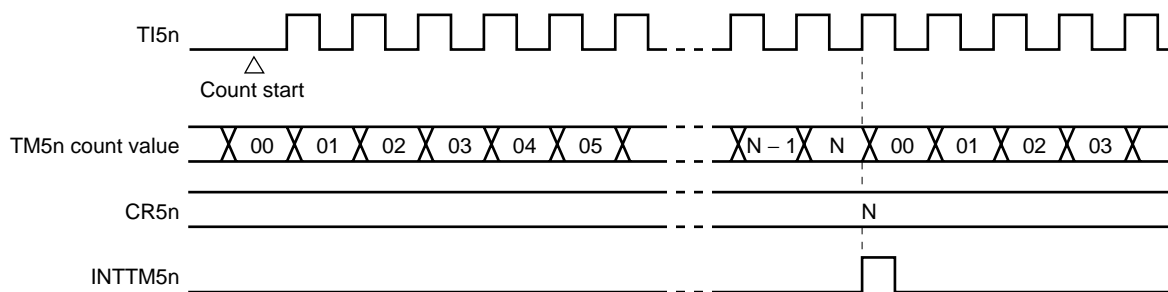 TI5n
Count start
TM5n count value 00 01 02 03 04 05 N − 1 N 00 01 02 03
CR5n N
INTTM5n